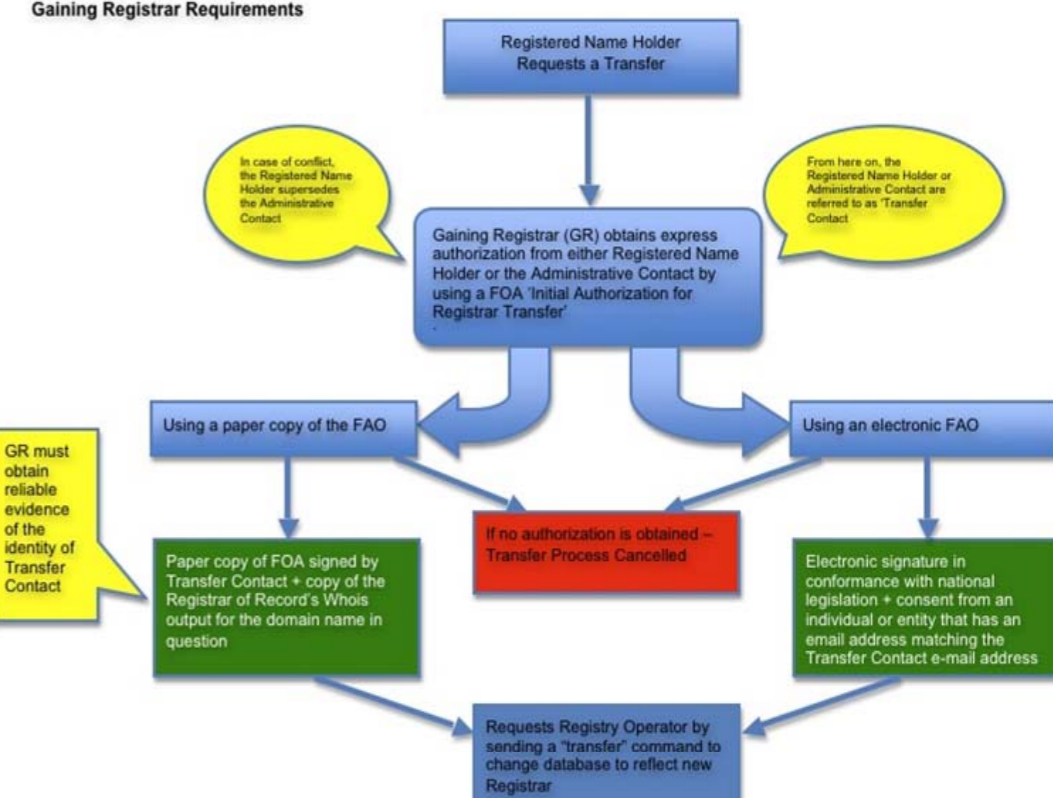 Gaining Registrar Requirements
Registered Name Holder
Requests a Transfer
In case of conflict,
the Registered Name
Holder supersedes
the Administrative
Contact
From here on, the
Registered Name Holder or
Administrative Contact are
referred to as 'Transfer
Contact
Gaining Registrar (GR) obtains express
authorization from either Registered Name
Holder or the Administrative Contact by
using a FOA 'Initial Authorization for
Registrar Transfer'
.
Using a paper copy of the FAO
Using an electronic FAO
GR must
obtain
reliable
evidence
of the
identity of
Transfer
Contact
If no authorization is obtained –
Transfer Process Cancelled
Paper copy of FOA signed by
Transfer Contact + copy of the
Registrar of Record's Whois
output for the domain name in
question
Electronic signature in
conformance with national
legislation + consent from an
individual or entity that has an
email address matching the
Transfer Contact e-mail address
Requests Registry Operator by
sending a "transfer" command to
change database to reflect new
Registrar